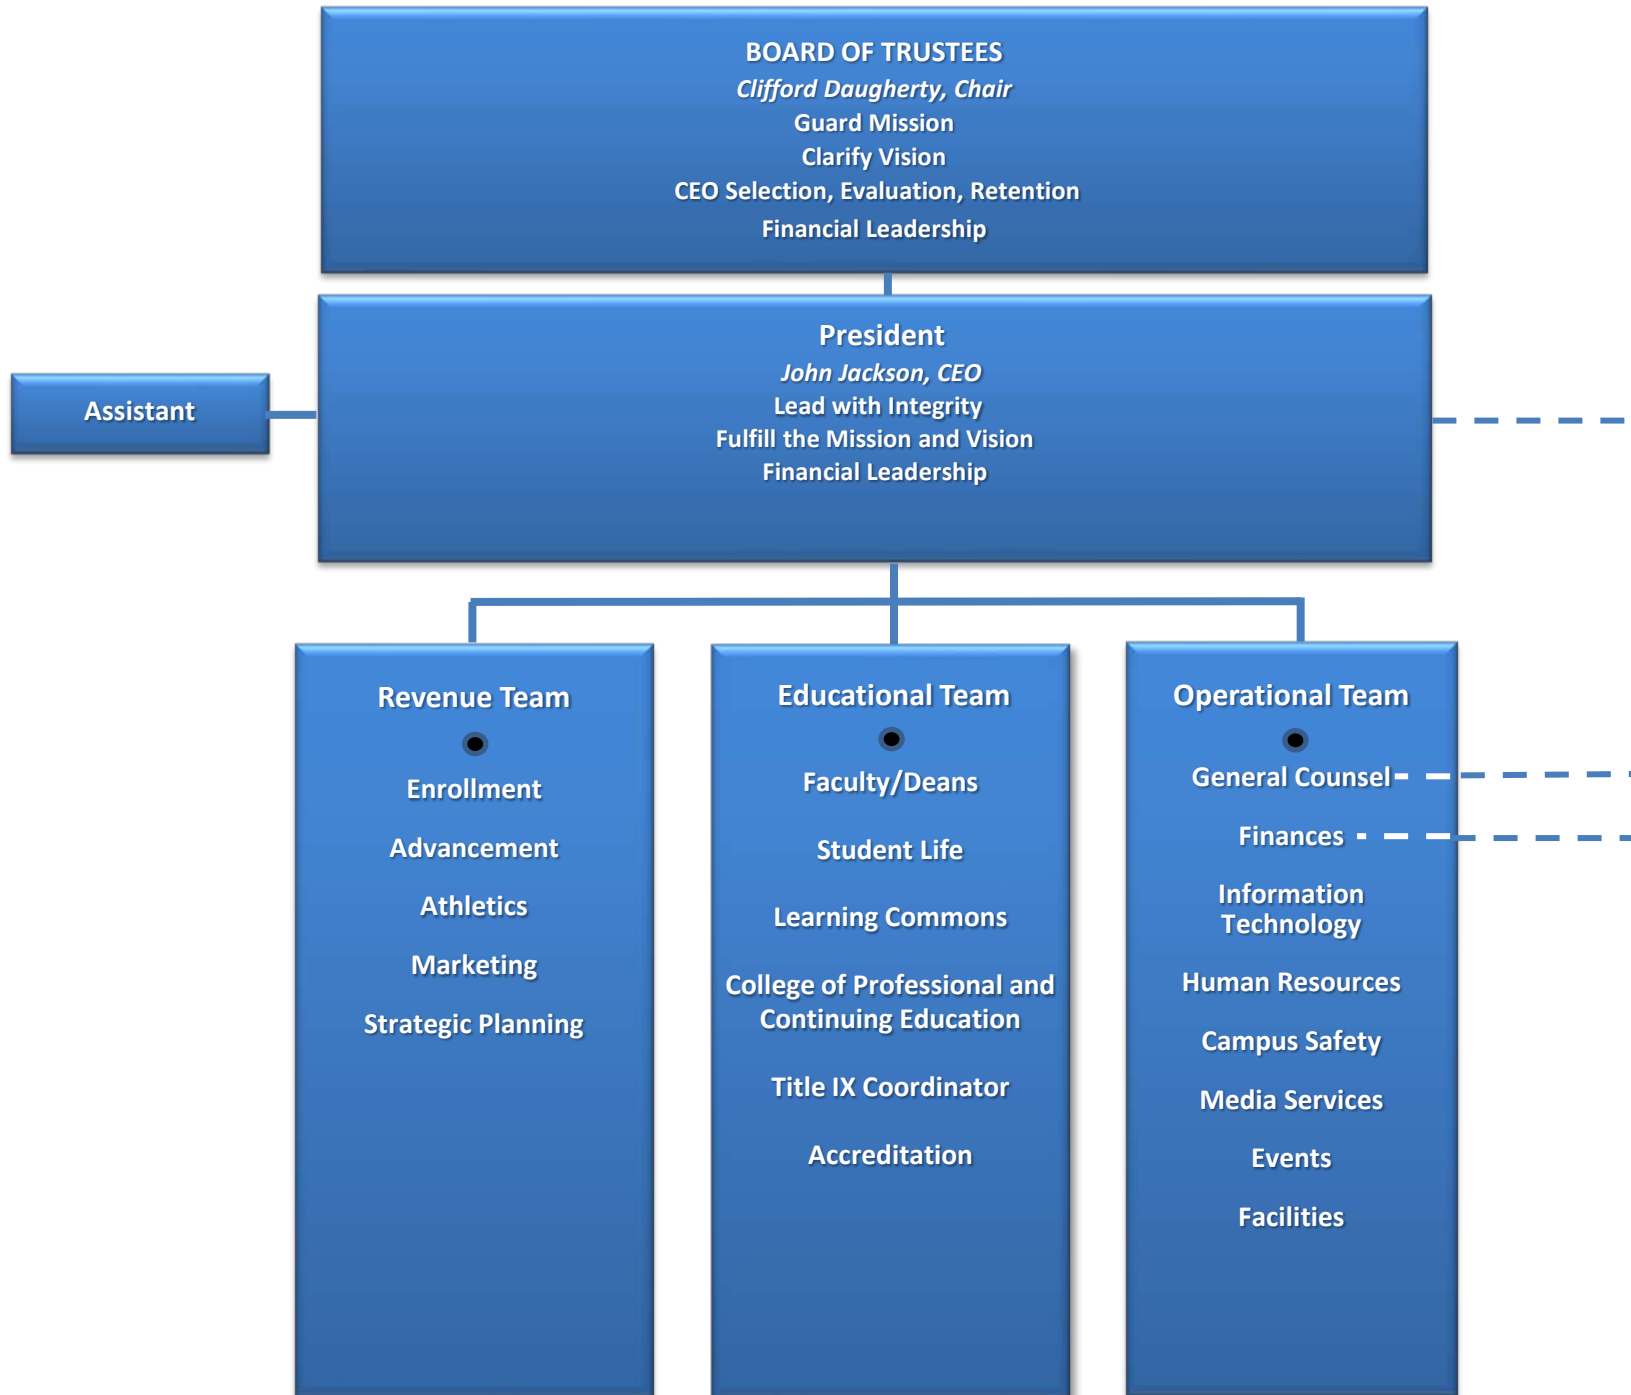 BOARD OF TRUSTEES
Clifford Daugherty, Chair
Guard Mission
Clarify Vision
CEO Selection, Evaluation, Retention
Financial Leadership
President
John Jackson, CEO
Lead with Integrity
Fulfill the Mission and Vision
Financial Leadership
Assistant
Revenue Team
Enrollment
Advancement
Athletics
Marketing
Strategic Planning
Educational Team
Faculty/Deans
Student Life
Learning Commons
College of Professional and
Continuing Education
Title IX Coordinator
Accreditation
Operational Team
General Counsel
Finances
Information
Technology
Human Resources
Campus Safety
Media Services
Events
Facilities